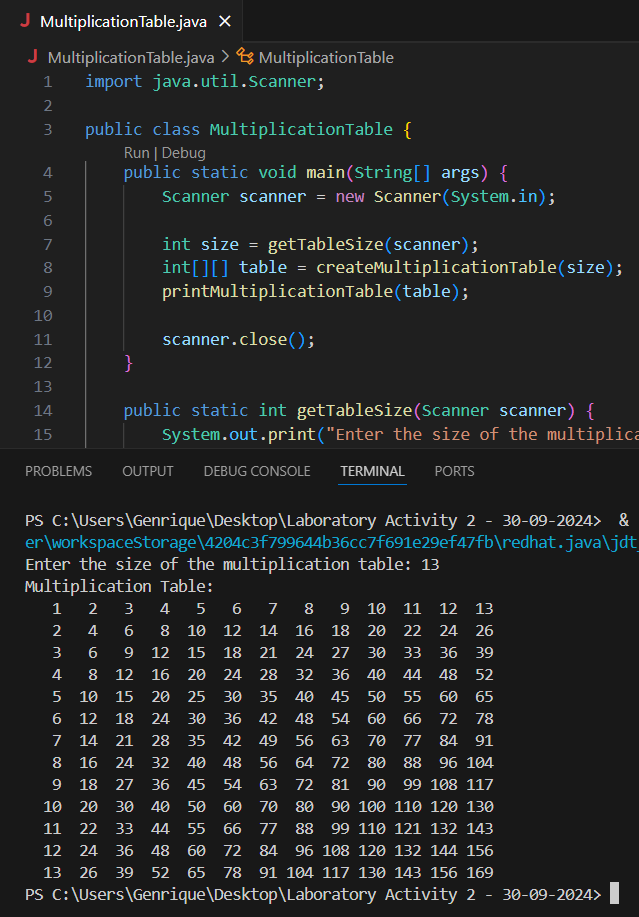 J MultiplicationTable.java ×
J MultiplicationTable.java > MultiplicationTable
1 import java.util.Scanner;
2
3 public class MultiplicationTable {
Run | Debug
4 public static void main(String[] args) {
5 Scanner scanner = new Scanner(System.in);
6
7 int size = getTableSize(scanner);
8 int[][] table = createMultiplicationTable(size);
9 printMultiplicationTable(table);
10
11 scanner.close();
12 }
13
14 public static int getTableSize(Scanner scanner) {
15 System.out.print("Enter the size of the multiplica
PROBLEMS OUTPUT DEBUG CONSOLE TERMINAL PORTS
PS C:\Users\Genrique\Desktop\Laboratory Activity 2 - 30-09-2024> &
er\workspaceStorage\4204c3f799644b36cc7f691e29ef47fb\redhat.java\jdt_
Enter the size of the multiplication table: 13
Multiplication Table:
1 2 3 4 5 6 7 8 9 10 11 12 13
2 4 6 8 10 12 14 16 18 20 22 24 26
3 6 9 12 15 18 21 24 27 30 33 36 39
4 8 12 16 20 24 28 32 36 40 44 48 52
5 10 15 20 25 30 35 40 45 50 55 60 65
6 12 18 24 30 36 42 48 54 60 66 72 78
7 14 21 28 35 42 49 56 63 70 77 84 91
8 16 24 32 40 48 56 64 72 80 88 96 104
9 18 27 36 45 54 63 72 81 90 99 108 117
10 20 30 40 50 60 70 80 90 100 110 120 130
11 22 33 44 55 66 77 88 99 110 121 132 143
12 24 36 48 60 72 84 96 108 120 132 144 156
13 26 39 52 65 78 91 104 117 130 143 156 169
PS C:\Users\Genrique\Desktop\Laboratory Activity 2 - 30-09-2024>